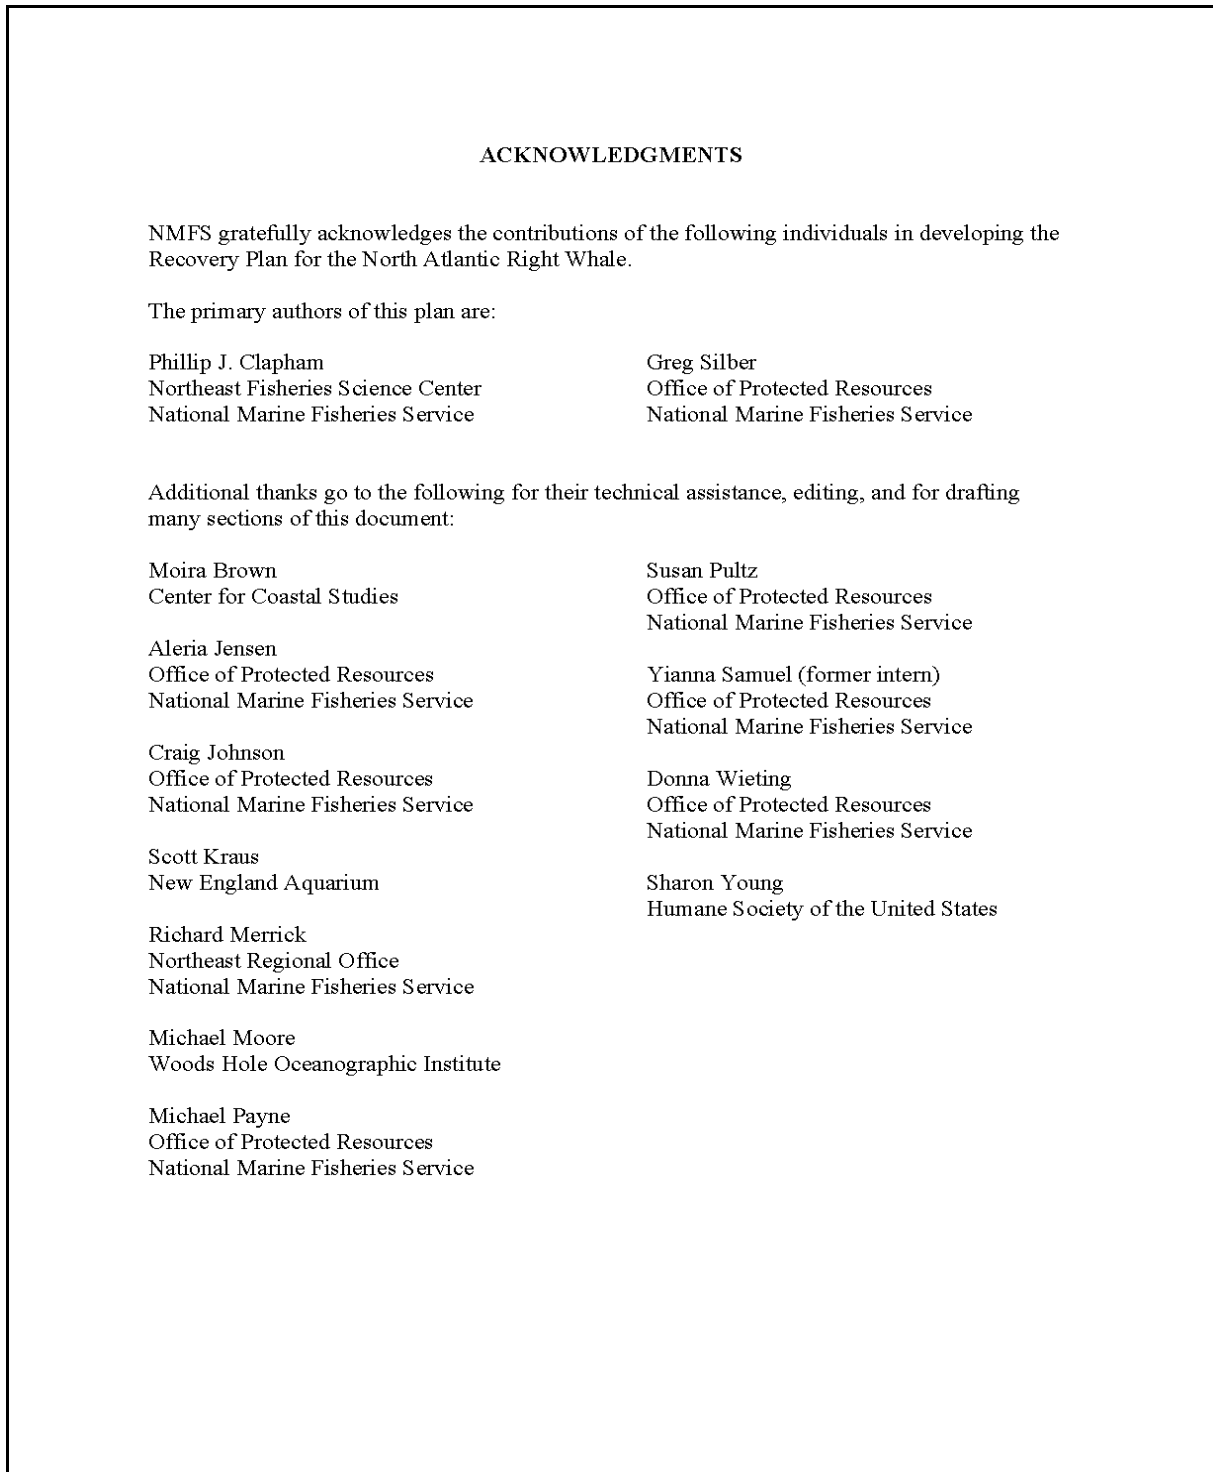 ACKNOWLEDGMENTS
NMFS gratefully acknowledges the contributions of the following individuals in developing the
Recovery Plan for the North Atlantic Right Whale.
The primary authors of this plan are:
Phillip J. Clapham
Northeast Fisheries Science Center
National Marine Fisheries Service
Greg Silber
Office of Protected Resources
National Marine Fisheries Service
Additional thanks go to the following for their technical assistance, editing, and for drafting
many sections of this document:
Moira Brown
Center for Coastal Studies
Aleria Jensen
Office of Protected Resources
National Marine Fisheries Service
Craig Johnson
Office of Protected Resources
National Marine Fisheries Service
Scott Kraus
New England Aquarium
Richard Merrick
Northeast Regional Office
National Marine Fisheries Service
Michael Moore
Woods Hole Oceanographic Institute
Michael Payne
Office of Protected Resources
National Marine Fisheries Service
Susan Pultz
Office of Protected Resources
National Marine Fisheries Service
Yianna Samuel (former intern)
Office of Protected Resources
National Marine Fisheries Service
Donna Wieting
Office of Protected Resources
National Marine Fisheries Service
Sharon Young
Humane Society of the United States